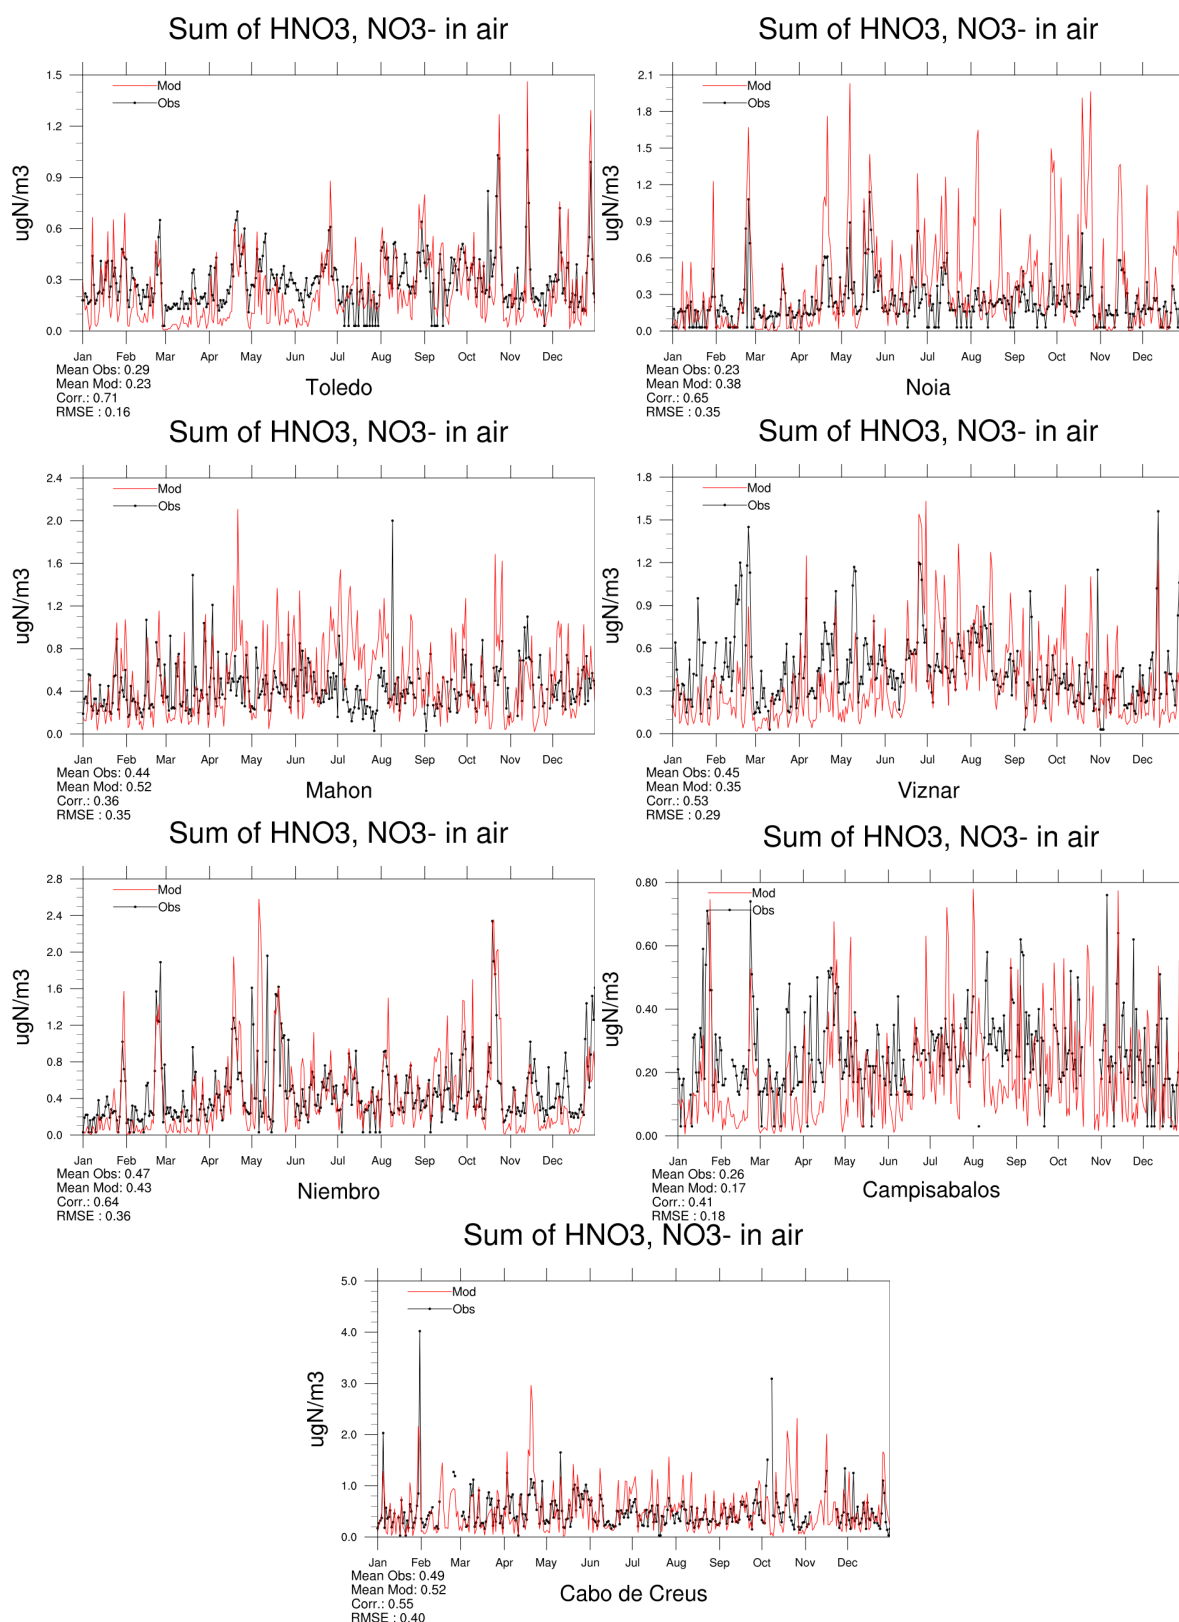 Sum of HNO3, NO3- in air
Mod
Obs
ugN/m3
1.5
1.2
0.9
0.6
0.3
0.0
Jan Feb Mar Apr May Jun Jul Aug Sep Oct Nov Dec
Mean Obs: 0.29
Mean Mod: 0.23
Corr.: 0.71
RMSE : 0.16
Toledo
Sum of HNO3, NO3- in air
Mod
Obs
ugN/m3
2.1
1.8
1.5
1.2
0.9
0.6
0.3
0.0
Jan Feb Mar Apr May Jun Jul Aug Sep Oct Nov Dec
Mean Obs: 0.23
Mean Mod: 0.38
Corr.: 0.65
RMSE : 0.35
Noia
Sum of HNO3, NO3- in air
Mod
Obs
ugN/m3
2.4
2.0
1.6
1.2
0.8
0.4
0.0
Jan Feb Mar Apr May Jun Jul Aug Sep Oct Nov Dec
Mean Obs: 0.44
Mean Mod: 0.52
Corr.: 0.36
RMSE : 0.35
Mahon
Sum of HNO3, NO3- in air
Mod
Obs
ugN/m3
1.8
1.5
1.2
0.9
0.6
0.3
0.0
Jan Feb Mar Apr May Jun Jul Aug Sep Oct Nov Dec
Mean Obs: 0.45
Mean Mod: 0.35
Corr.: 0.53
RMSE : 0.29
Viznar
Sum of HNO3, NO3- in air
Mod
Obs
ugN/m3
2.8
2.4
2.0
1.6
1.2
0.8
0.4
0.0
Jan Feb Mar Apr May Jun Jul Aug Sep Oct Nov Dec
Mean Obs: 0.47
Mean Mod: 0.43
Corr.: 0.64
RMSE : 0.36
Niembro
Sum of HNO3, NO3- in air
Mod
Obs
ugN/m3
0.80
0.60
0.40
0.20
0.00
Jan Feb Mar Apr May Jun Jul Aug Sep Oct Nov Dec
Mean Obs: 0.26
Mean Mod: 0.17
Corr.: 0.41
RMSE : 0.18
Campisabalos
Sum of HNO3, NO3- in air
Mod
Obs
ugN/m3
5.0
4.0
3.0
2.0
1.0
0.0
Jan Feb Mar Apr May Jun Jul Aug Sep Oct Nov Dec
Mean Obs: 0.49
Mean Mod: 0.52
Corr.: 0.55
RMSE : 0.40
Cabo de Creus